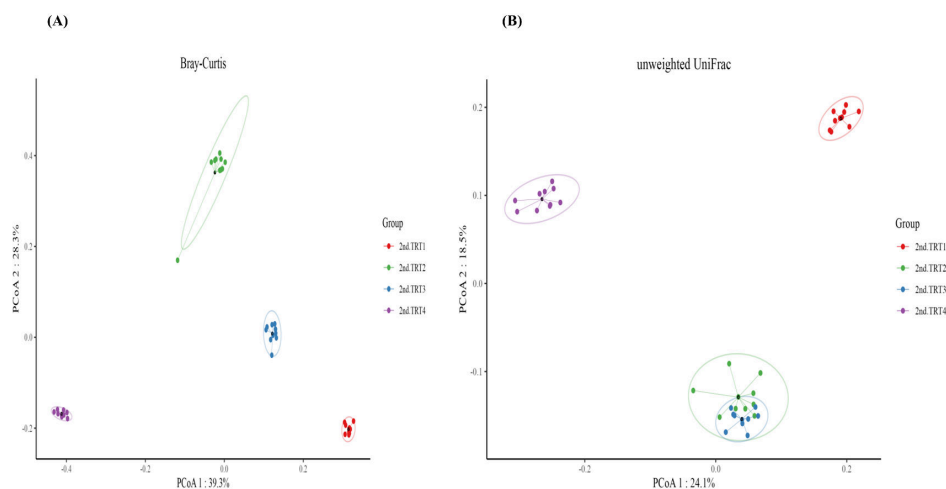 (A)
Bray-Curtis
0.4
0.2
0.0
-0.2
PCoA 2 : 28.3%
-0.4
-0.2
0.0
0.2
PCoA 1 : 39.3%
Group
2nd.TRT1
2nd.TRT2
2nd.TRT3
2nd.TRT4
(B)
unweighted UniFrac
0.2
0.1
0.0
-0.1
PCoA 2 : 18.5%
-0.2
0.0
0.2
PCoA 1 : 24.1%
Group
2nd.TRT1
2nd.TRT2
2nd.TRT3
2nd.TRT4